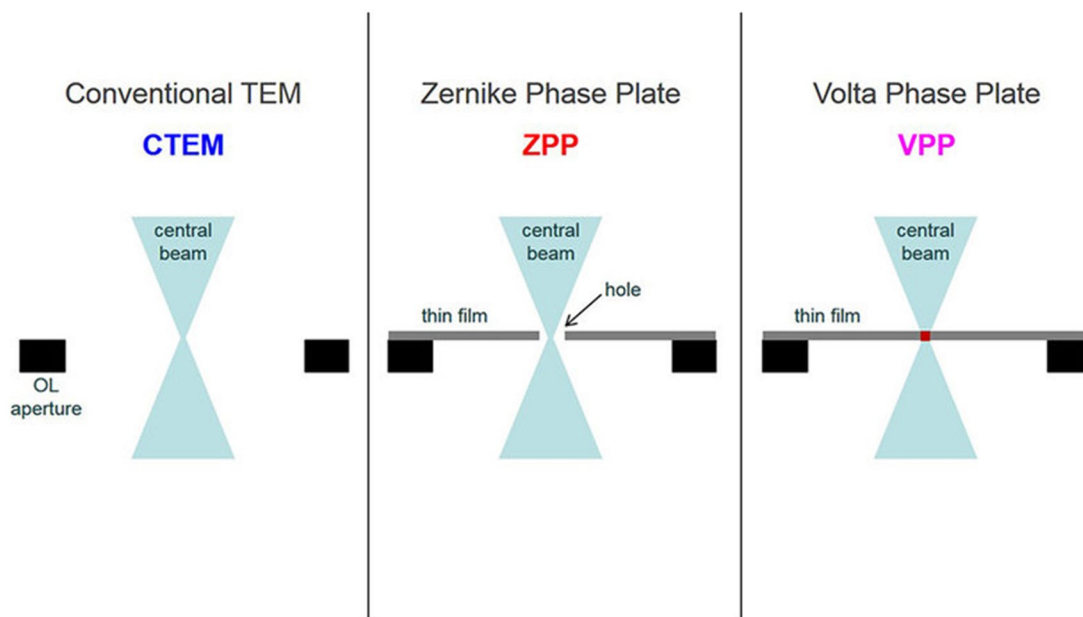 Conventional TEM
CTEM
central
beam
OL
aperture
Zernike Phase Plate
ZPP
central
beam
hole
thin film
Volta Phase Plate
VPP
central
beam
thin film